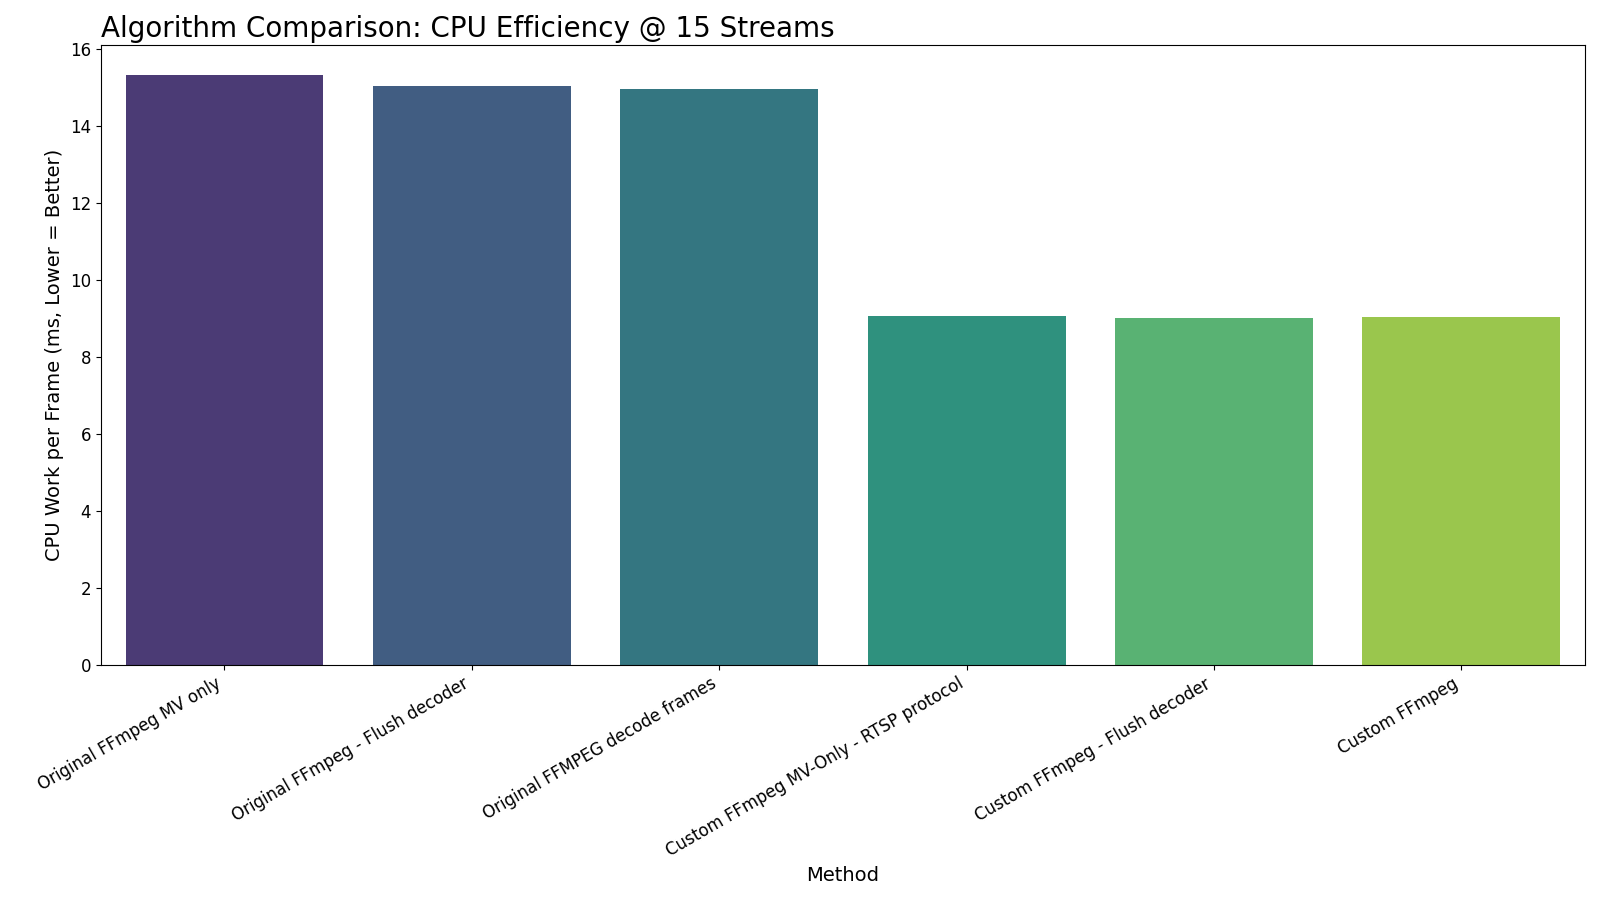 Algorithm Comparison: CPU Efficiency @ 15 Streams
CPU Work per Frame (ms, Lower = Better)
16
14
12
10
8
6
4
2
0
Original FFmpeg MV only
Original FFmpeg - Flush decoder
Original FFMPEG decode frames
Custom FFmpeg MV-Only - RTSP protocol
Custom FFmpeg - Flush decoder
Custom FFmpeg
Method